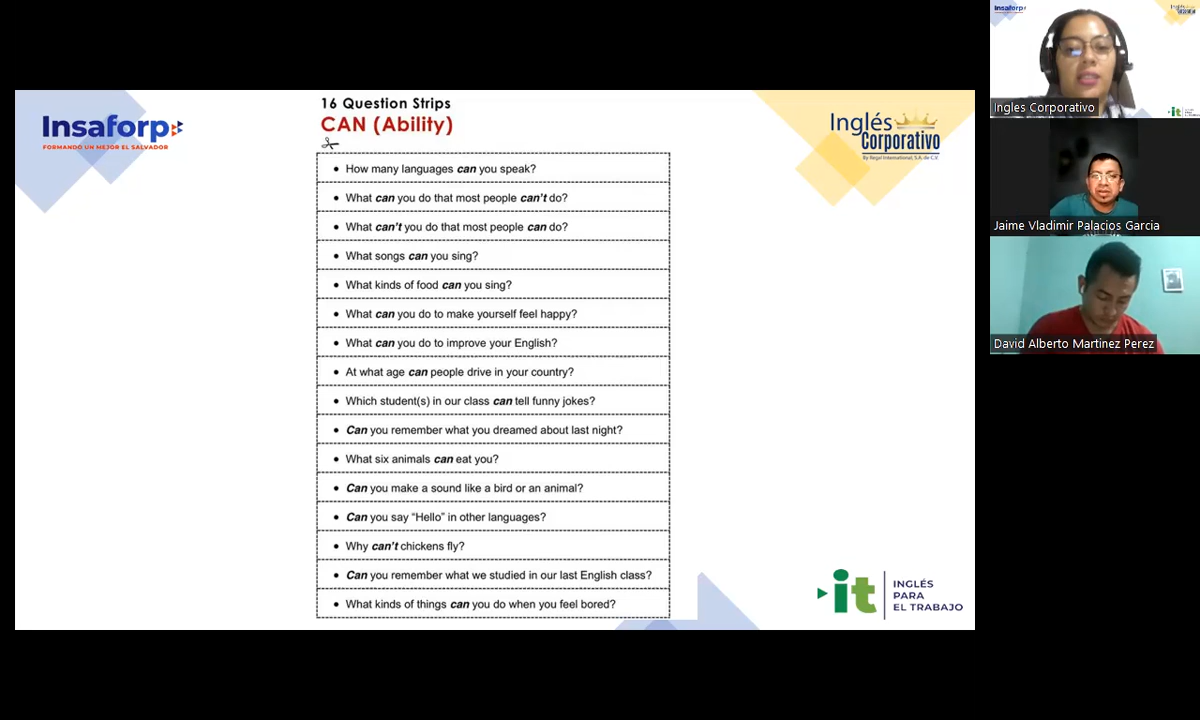 16 Question Strips
CAN (Ability)
Insaforp
FORMANDO UN MEJOR EL SALVADOR
Inglés
Corporativo
By Regal International, S.A. de C.V.
• How many languages can you speak?
• What can you do that most people can't do?
• What can't you do that most people can do?
• What songs can you sing?
• What kinds of food can you sing?
• What can you do to make yourself feel happy?
• What can you do to improve your English?
• At what age can people drive in your country?
• Which student(s) in our class can tell funny jokes?
• Can you remember what you dreamed about last night?
• What six animals can eat you?
• Can you make a sound like a bird or an animal?
• Can you say “Hello” in other languages?
• Why can't chickens fly?
• Can you remember what we studied in our last English class?
• What kinds of things can you do when you feel bored?
it
INGLÉS
PARA
EL TRABAJO
Insaforp
Ingles Corporativo
it
Jaime Vladimir Palacios Garcia
David Alberto Martinez Perez